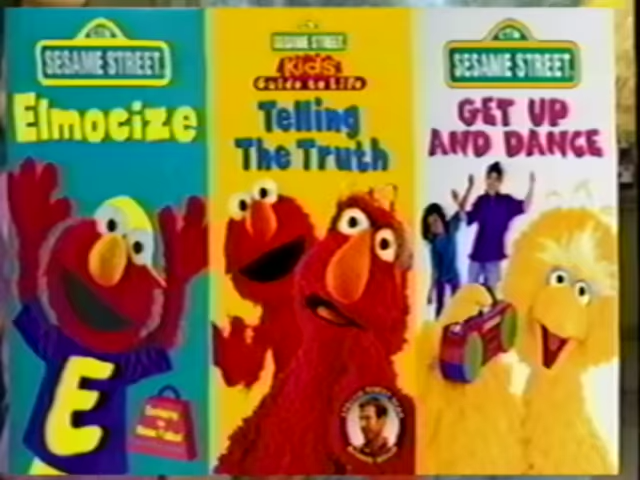 SESAME STREET
Elmocize
E
SESAME STREET
Kids'
Guide to Life
Telling
The Truth
SESAME STREET
GET UP
AND DANCE